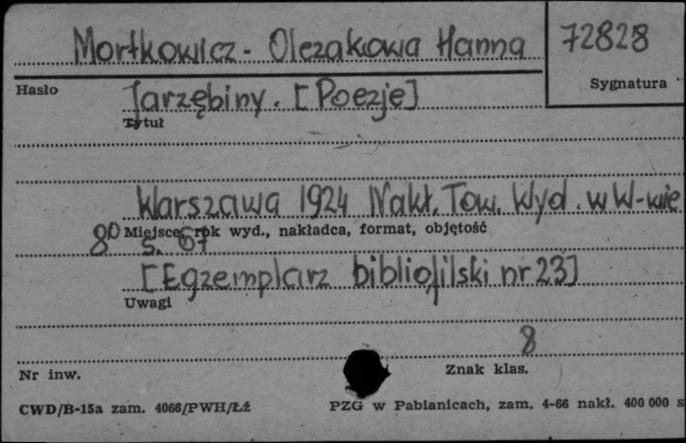 Mortkowicz - Olczakowa Hanna
72828
Hasło
Sygnatura
Jarzębiny. [Poezje]
Tytuł
Warszawa 1924 Nakł. Tow. Wyd. w W-wie
Miejsce, rok wyd., nakładca, format, objętość
8° s. 67
[Egzemplarz bibliofilski nr 23]
Uwagi
8
Nr inw.
Znak klas.
CWD/B-15a zam. 4066/PWH/Łź
PZG w Pabianicach, zam. 4-66 nakł. 400 000 s